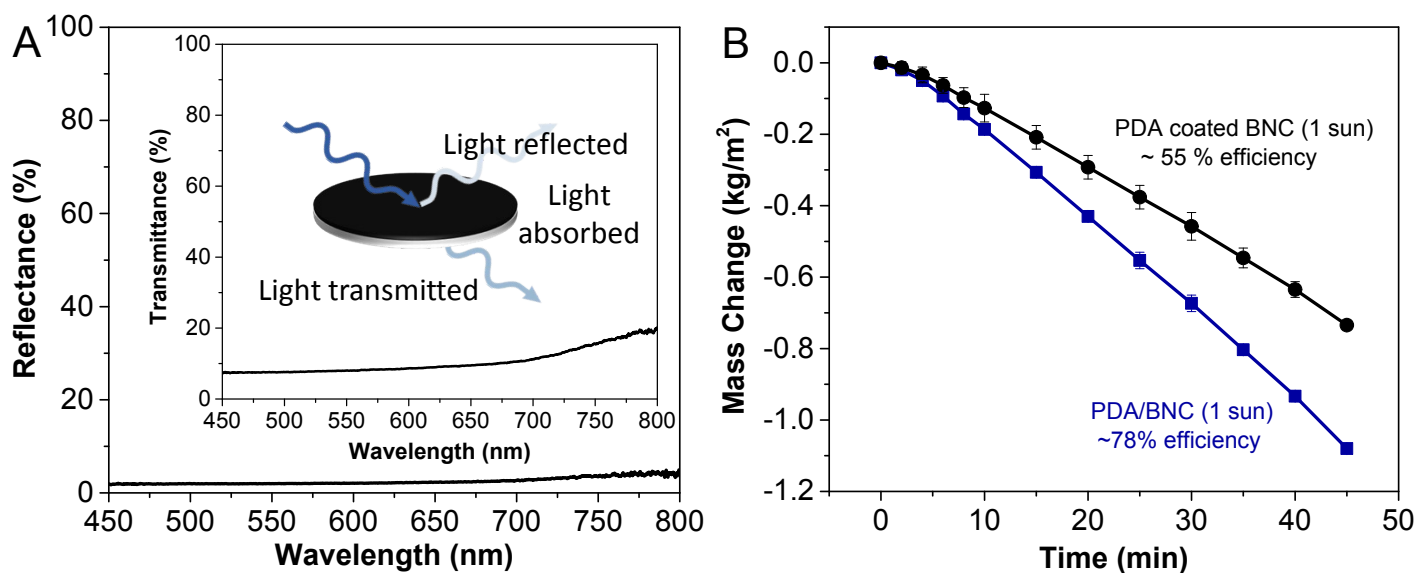 A
100
80
60
40
20
0
Reflectance (%)
450 500 550 600 650 700 750 800
Wavelength (nm)
100
80
60
40
20
0
Transmittance (%)
450 500 550 600 650 700 750 800
Wavelength (nm)
Light reflected
Light
absorbed
Light transmitted
B
0.0
-0.2
-0.4
-0.6
-0.8
-1.0
-1.2
Mass Change (kg/m²)
0 10 20 30 40 50
Time (min)
PDA coated BNC (1 sun)
~ 55 % efficiency
PDA/BNC (1 sun)
~78% efficiency